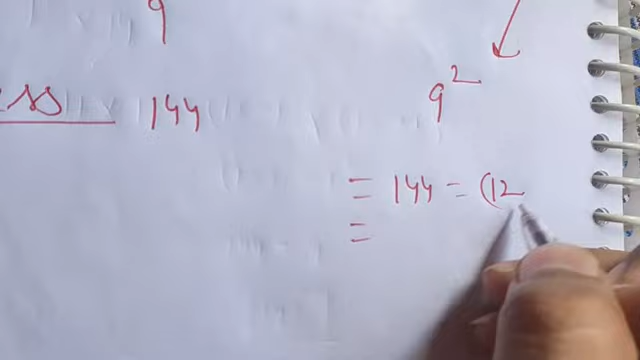 9
9²
144
= 144 = (12
=